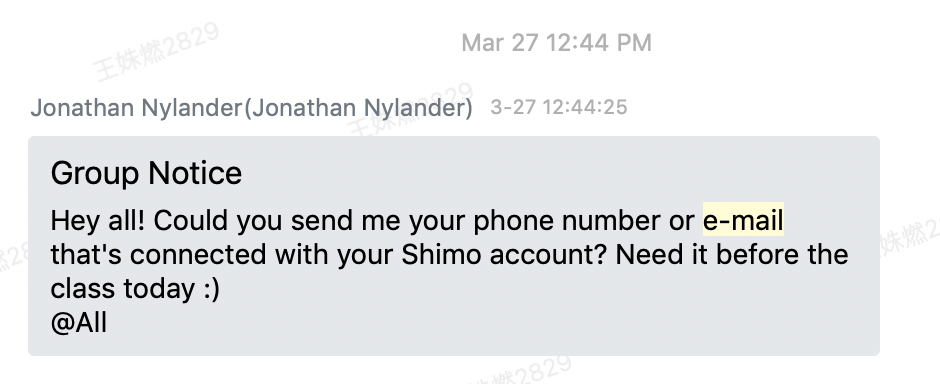 Mar 27 12:44 PM
王姝燃2829
Jonathan Nylander(Jonathan Nylander) 3-27 12:44:25
王姝燃2829
Group Notice
Hey all! Could you send me your phone number or e-mail
that's connected with your Shimo account? Need it before the
class today :)
@All